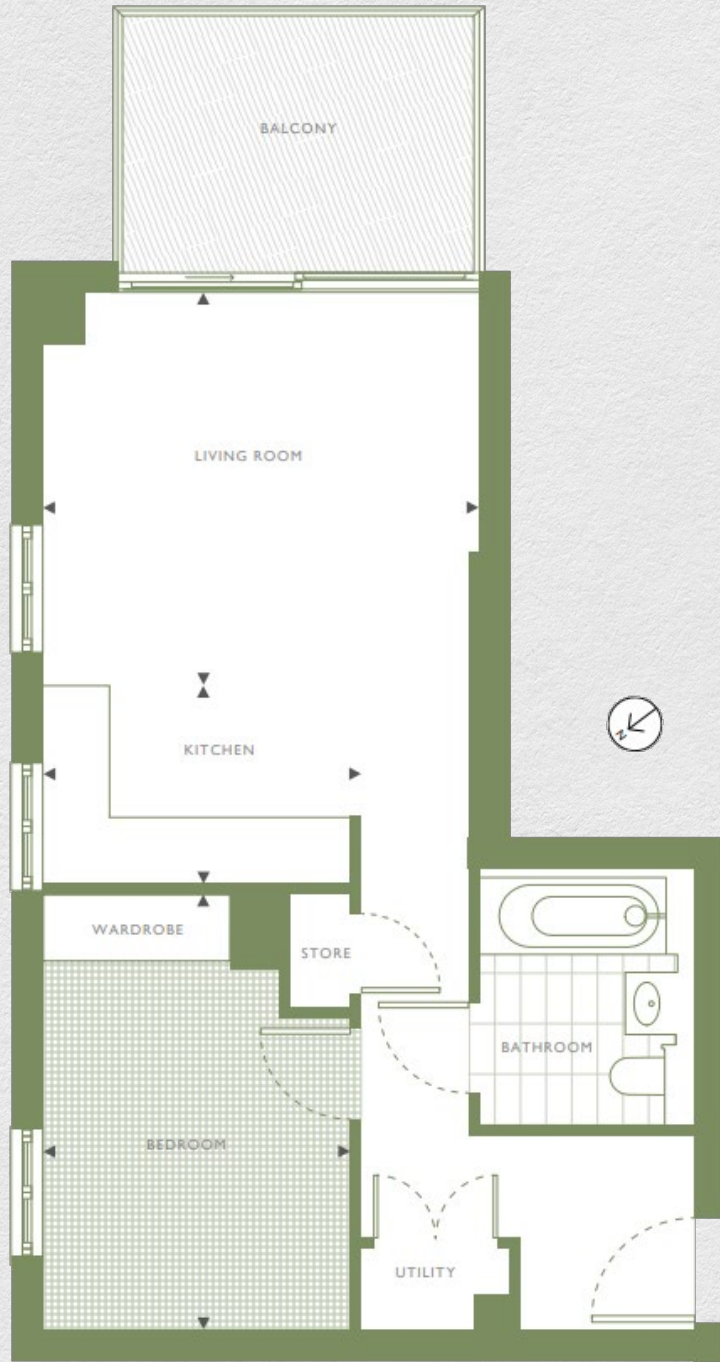 BALCONY
LIVING ROOM
KITCHEN
WARDROBE
STORE
BATHROOM
BEDROOM
UTILITY
N